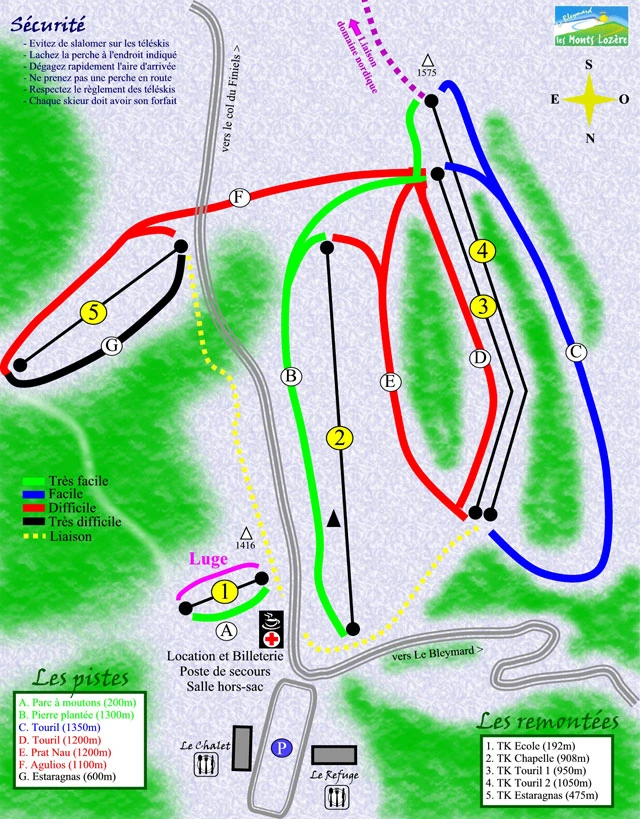 Sécurité
- Evitez de slalomer sur les téléskis
- Lachez la perche à l'endroit indiqué
- Dégagez rapidement l'aire d'arrivée
- Ne prenez pas une perche en route
- Respectez le règlement des téléskis
- Chaque skieur doit avoir son forfait
vers le col du Finiels >
Liaison
domaine nordique
1575
Le Bleymard
les Monts Lozère
S
E
O
N
F
5
G
4
3
D
C
B
E
2
Très facile
Facile
Difficile
Très difficile
Liaison
1416
Luge
1
A
Location et Billeterie
Poste de secours
Salle hors-sac
vers Le Bleymard >
Les pistes
A. Parc à moutons (200m)
B. Pierre plantée (1300m)
C. Touril (1350m)
D. Touril (1200m)
E. Prat Nau (1200m)
F. Agulios (1100m)
G. Estaragnas (600m)
Le Chalet
P
Le Refuge
Les remontées
1. TK Ecole (192m)
2. TK Chapelle (908m)
3. TK Touril 1 (950m)
4. TK Touril 2 (1050m)
5. TK Estaragnas (475m)